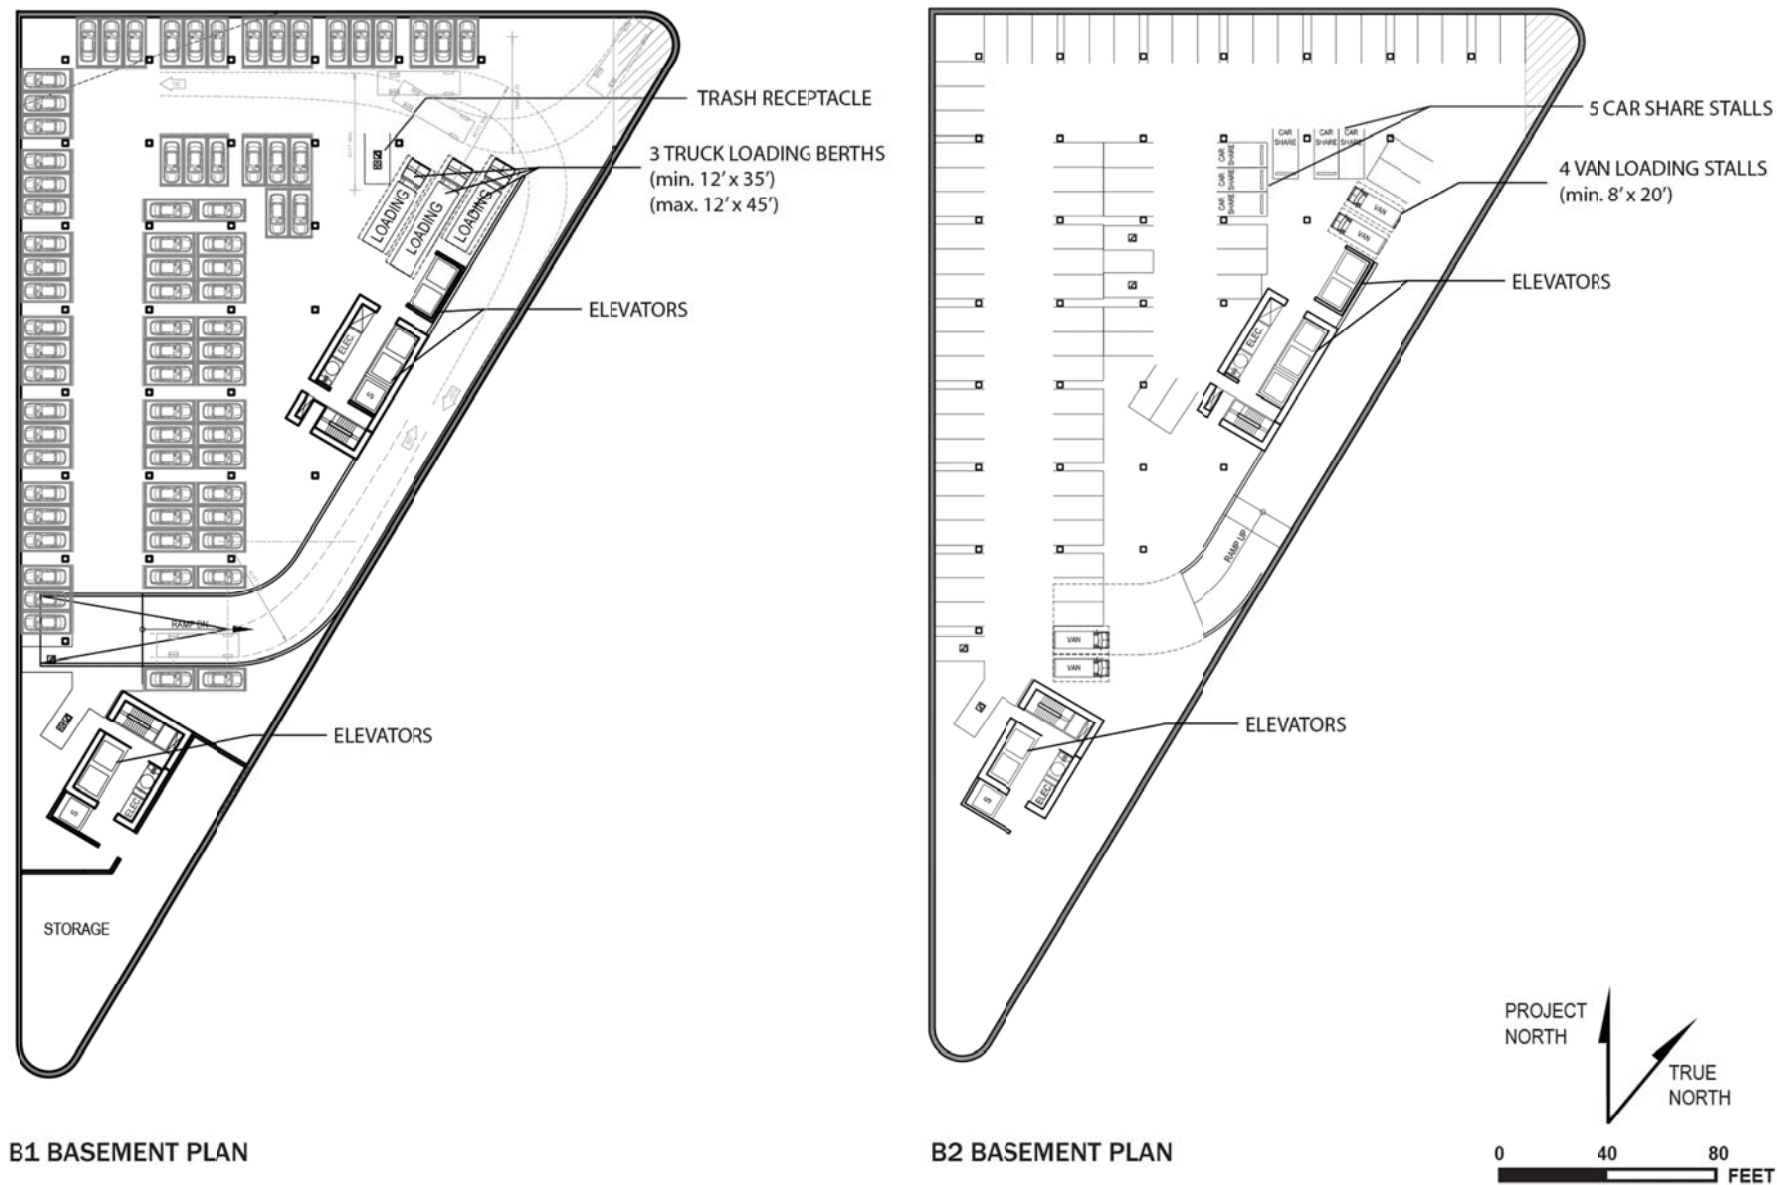 TRASH RECEPTACLE
3 TRUCK LOADING BERTHS
(min. 12' x 35')
(max. 12' x 45')
LOADING
LOADING
LOADING
ELEVATORS
ELEC
S
RAMP DN
ELEVATORS
ELEC
S
STORAGE
B1 BASEMENT PLAN
5 CAR SHARE STALLS
CAR SHARE
CAR SHARE
CAR SHARE
CAR SHARE
CAR SHARE
CAR SHARE
4 VAN LOADING STALLS
(min. 8' x 20')
VAN
VAN
ELEVATORS
ELEC
RAMP UP
VAN
VAN
ELEVATORS
ELEC
S
B2 BASEMENT PLAN
PROJECT
NORTH
TRUE
NORTH
0 40 80
FEET